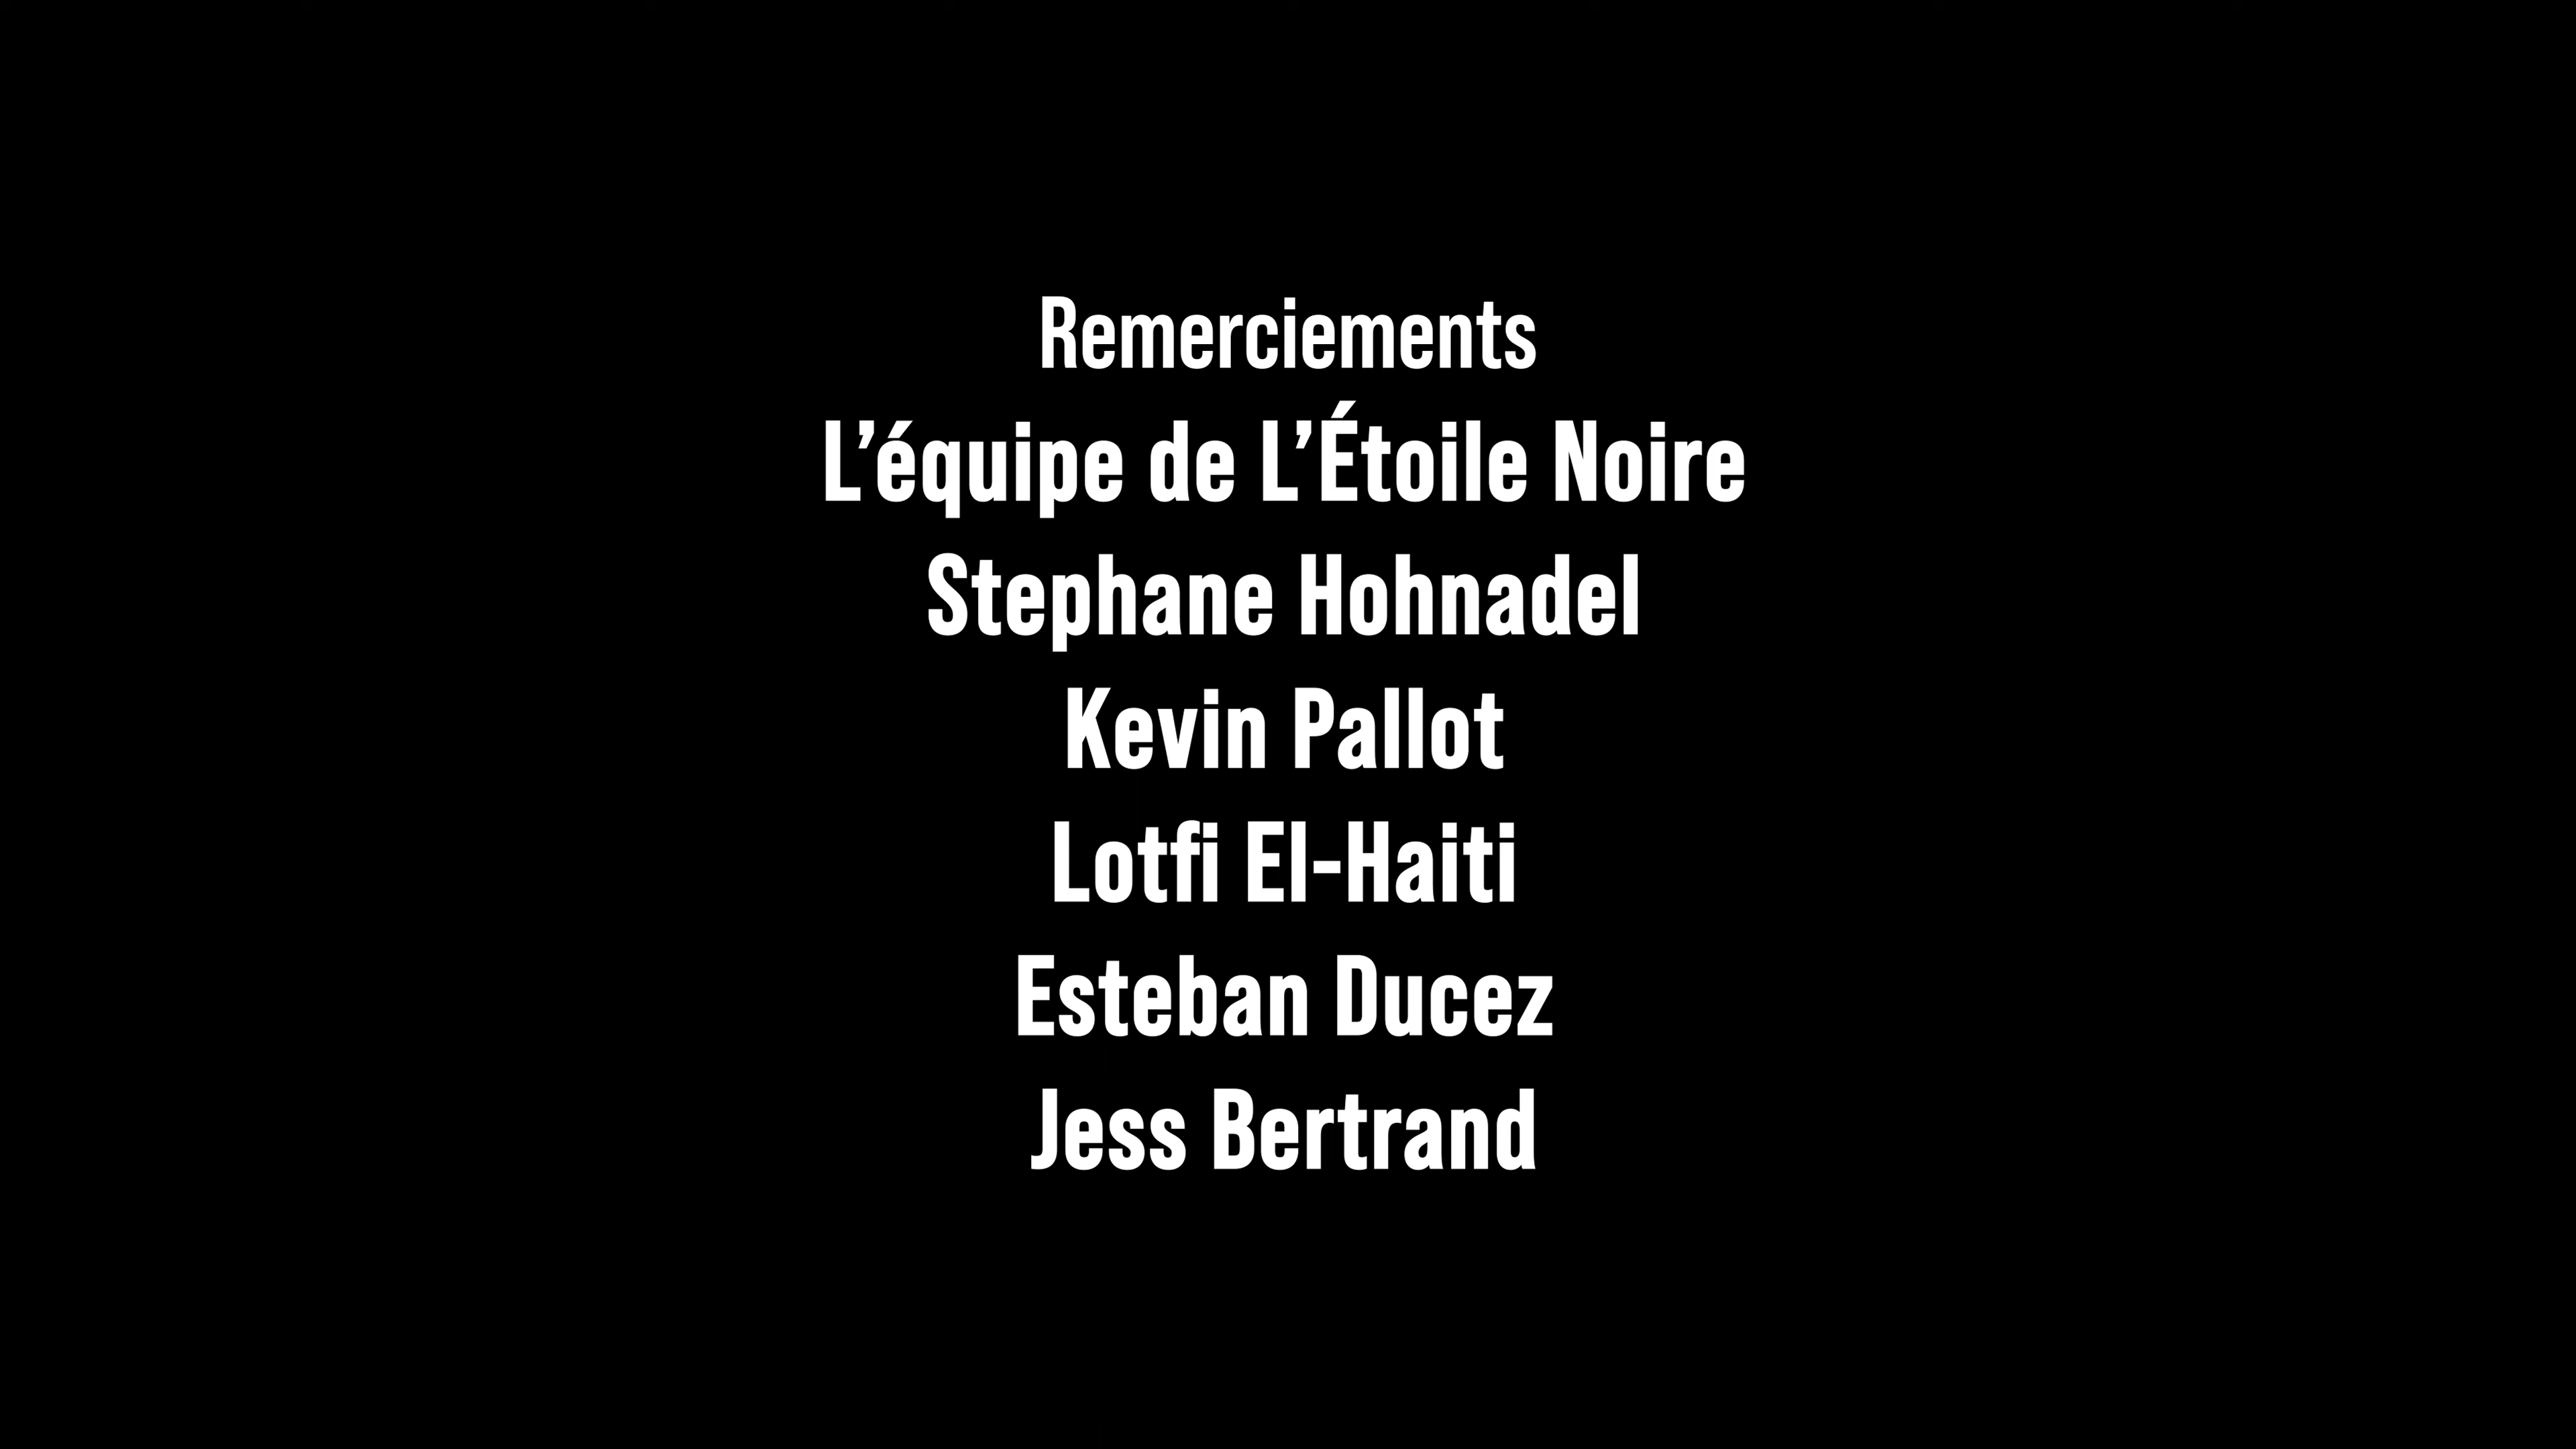 Remerciements
L’équipe de L’Étoile Noire
Stephane Hohnadel
Kevin Pallot
Lotfi El-Haiti
Esteban Ducez
Jess Bertrand